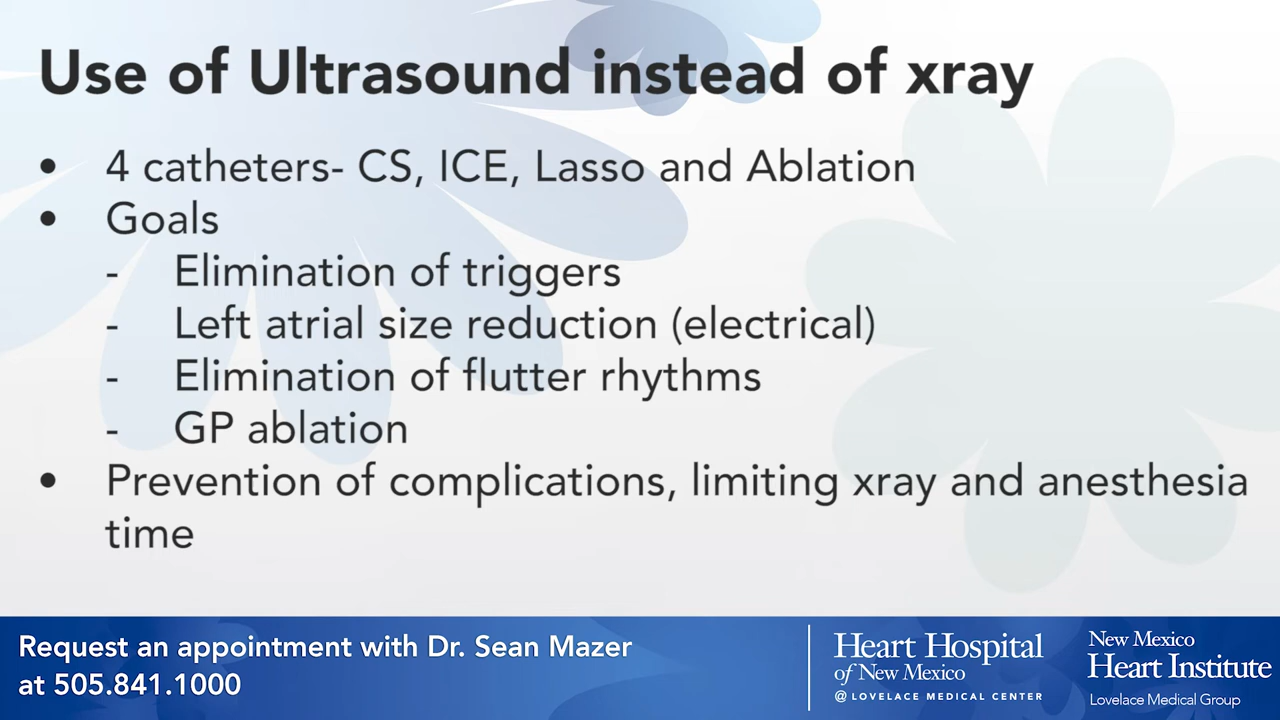 Use of Ultrasound instead of xray
• 4 catheters- CS, ICE, Lasso and Ablation
• Goals
- Elimination of triggers
- Left atrial size reduction (electrical)
- Elimination of flutter rhythms
- GP ablation
• Prevention of complications, limiting xray and anesthesia
time
Request an appointment with Dr. Sean Mazer
at 505.841.1000
Heart Hospital
of New Mexico
@ LOVELACE MEDICAL CENTER
New Mexico
Heart Institute
Lovelace Medical Group